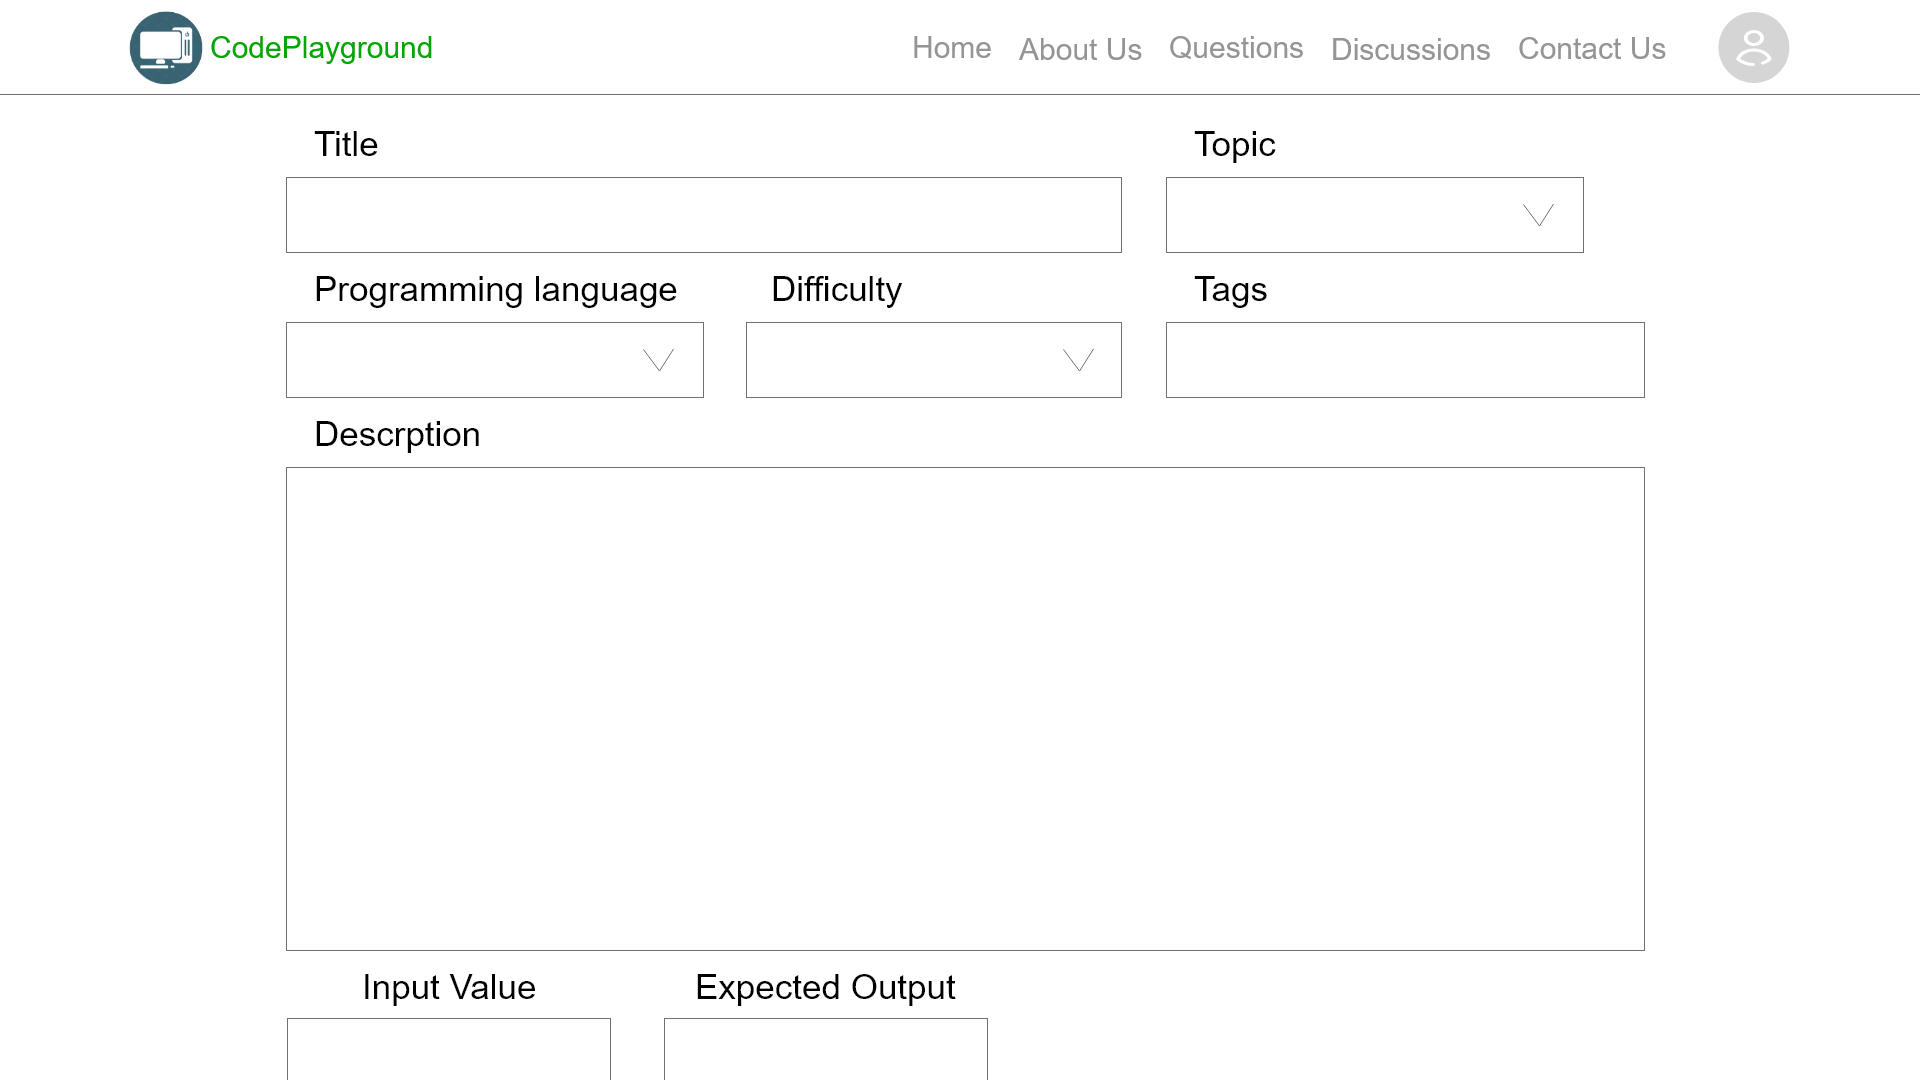 CodePlayground
Home About Us Questions Discussions Contact Us
Title Topic
Programming language Difficulty Tags
Descrption
Input Value Expected Output